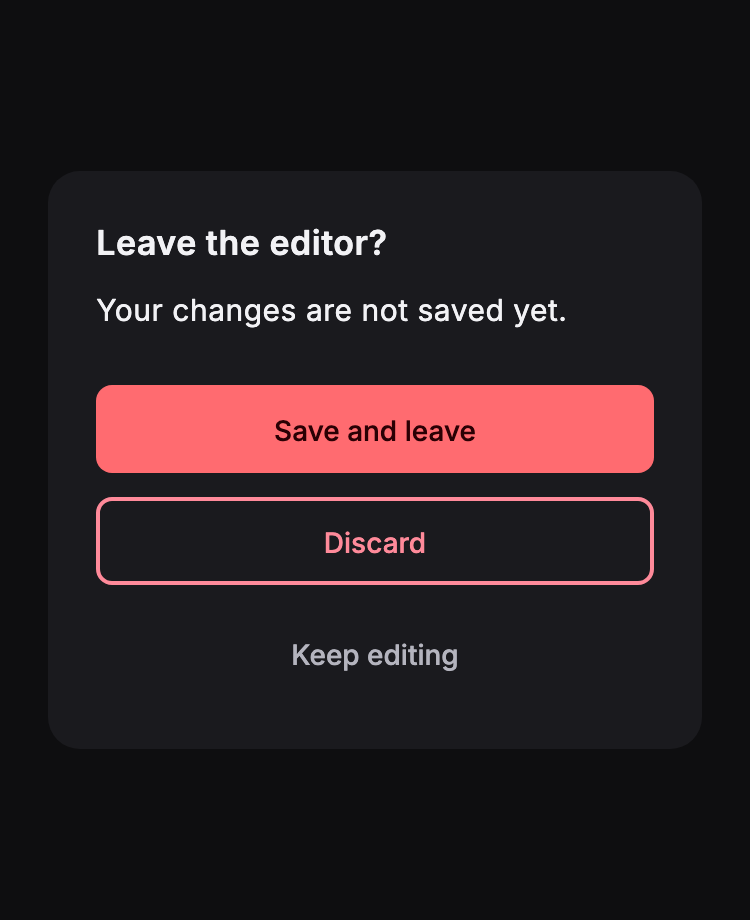 Leave the editor?
Your changes are not saved yet.
Save and leave
Discard
Keep editing